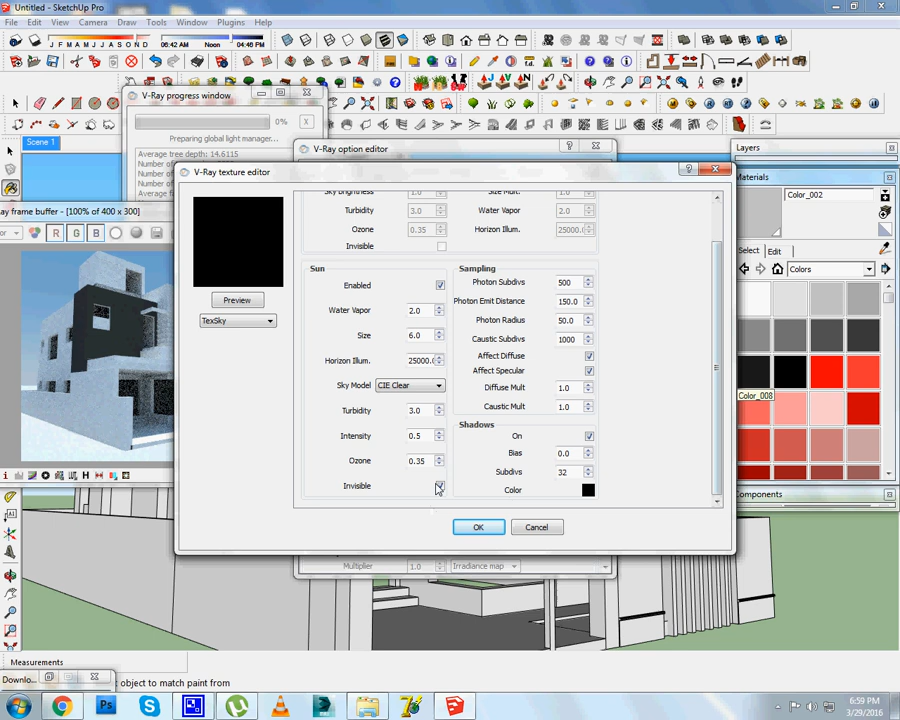 Untitled - SketchUp Pro
File Edit View Camera Draw Tools Window Plugins Help
J F M A M J J A S O N D 06:42 AM Noon 04:46 PM
V-Ray progress window
0%
Preparing global light manager...
Scene 1
Average tree depth: 14.6115
Number of
V-Ray option editor
Layers
V-Ray texture editor
Materials
Color_002
ay frame buffer - [100% of 400 x 300]
R G B
Preview
TexSky
Turbidity 3.0
Ozone 0.35
Invisible
Size Mult. 1.0
Water Vapor 2.0
Horizon Illum. 25000.
Sun
Enabled
Water Vapor 2.0
Size 6.0
Horizon Illum. 25000.
Sky Model CIE Clear
Turbidity 3.0
Intensity 0.5
Ozone 0.35
Invisible
Sampling
Photon Subdivs 500
Photon Emit Distance 150.0
Photon Radius 50.0
Caustic Subdivs 1000
Affect Diffuse
Affect Specular
Diffuse Mult 1.0
Caustic Mult 1.0
Shadows
On
Bias 0.0
Subdivs 32
Color
OK Cancel
Select Edit
Colors
Color_008
Components
Multiplier 1.0 Irradiance map
Measurements
Downlo...
object to match paint from
6:59 PM
3/29/2016